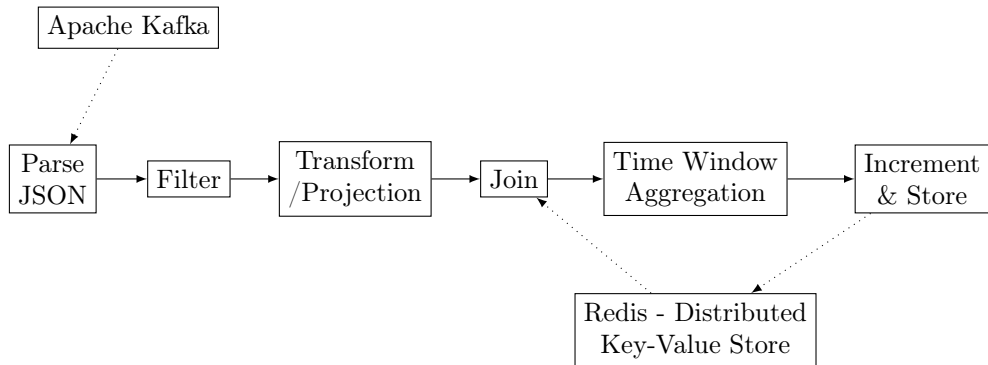 Apache Kafka
Parse
JSON
Filter
Transform
/Projection
Join
Time Window
Aggregation
Increment
& Store
Redis - Distributed
Key-Value Store